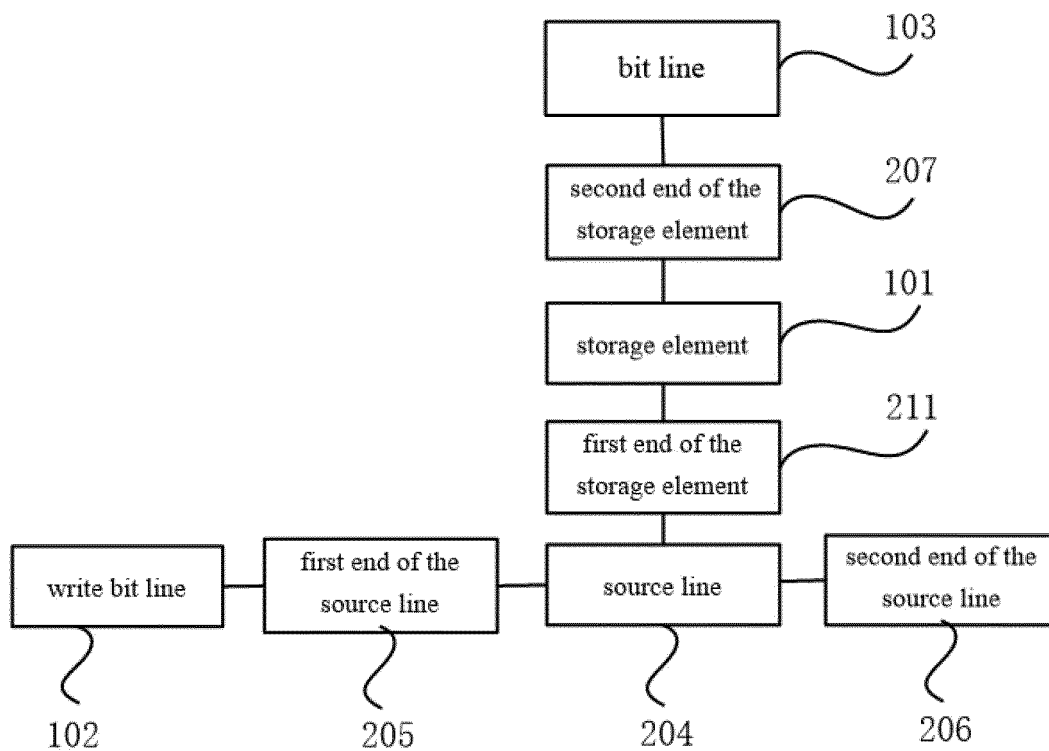 103
bit line
207
second end of the
storage element
101
storage element
211
first end of the
storage element
write bit line
first end of the
source line
source line
second end of the
source line
102
205
204
206